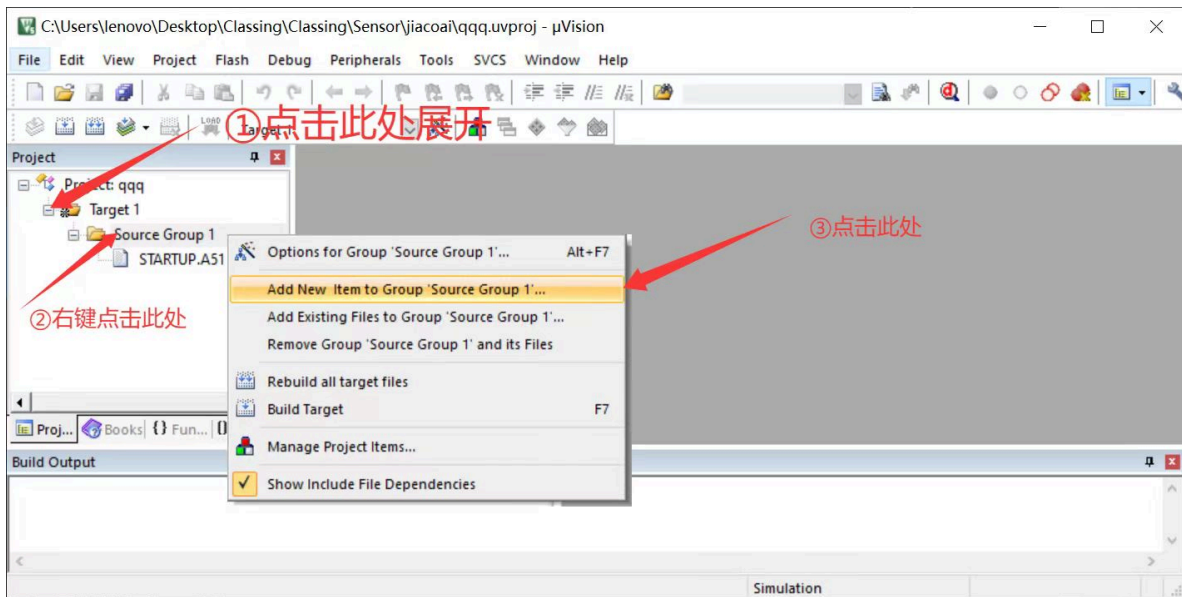 C:\Users\lenovo\Desktop\Classing\Classing\Sensor\jiacoai\qqq.uvproj - µVision
File Edit View Project Flash Debug Peripherals Tools SVCS Window Help
LOAD
①点击此处展开
Project
Project: qqq
Target 1
Source Group 1
STARTUP.A51
②右键点击此处
③点击此处
Options for Group 'Source Group 1'... Alt+F7
Add New Item to Group 'Source Group 1'...
Add Existing Files to Group 'Source Group 1'...
Remove Group 'Source Group 1' and its Files
Rebuild all target files
Build Target F7
Manage Project Items...
Show Include File Dependencies
Proj... Books {} Fun...
Build Output
Simulation